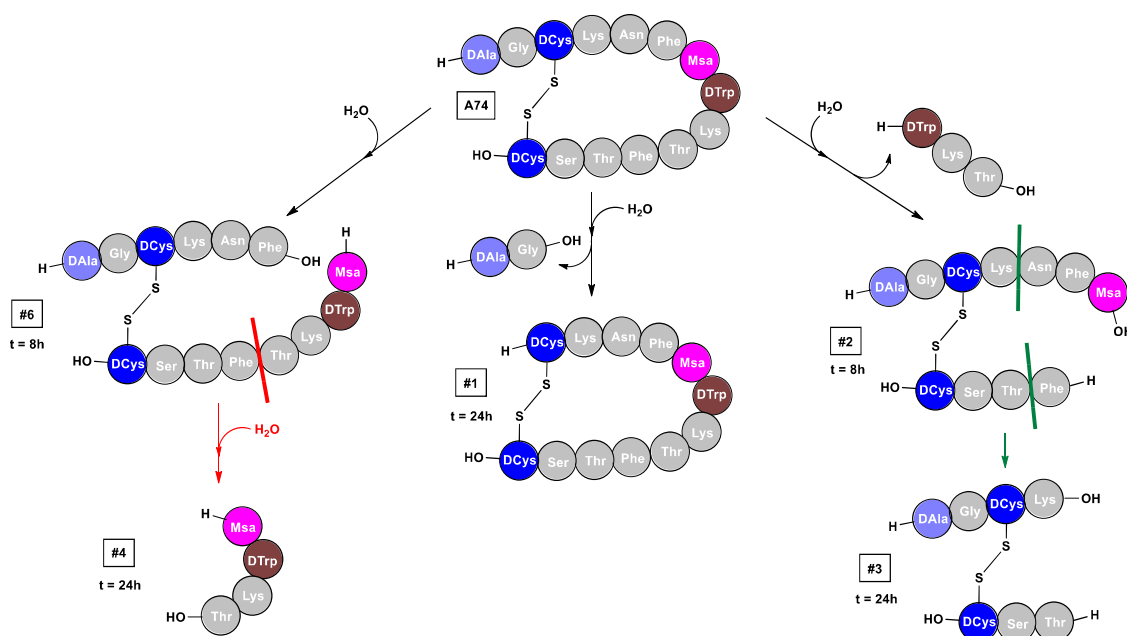 H DAla Gly DCys Lys Asn Phe Msa DTrp Lys Thr Phe Thr Ser DCys HO
S
S
A74
H2O
H2O
H DTrp Lys Thr OH
H2O
H DAla Gly OH
H DAla Gly DCys Lys Asn Phe OH
S
S
H Msa DTrp Lys Thr Phe Thr Ser DCys HO
#6
t = 8h
H DCys Lys Asn Phe Msa DTrp Lys Thr Phe Thr Ser DCys HO
S
S
#1
t = 24h
H DAla Gly DCys Lys Asn Phe Msa OH
S
S
HO DCys Ser Thr Phe H
#2
t = 8h
H2O
H Msa DTrp Lys Thr HO
#4
t = 24h
H DAla Gly DCys Lys OH
S
S
HO DCys Ser Thr H
#3
t = 24h